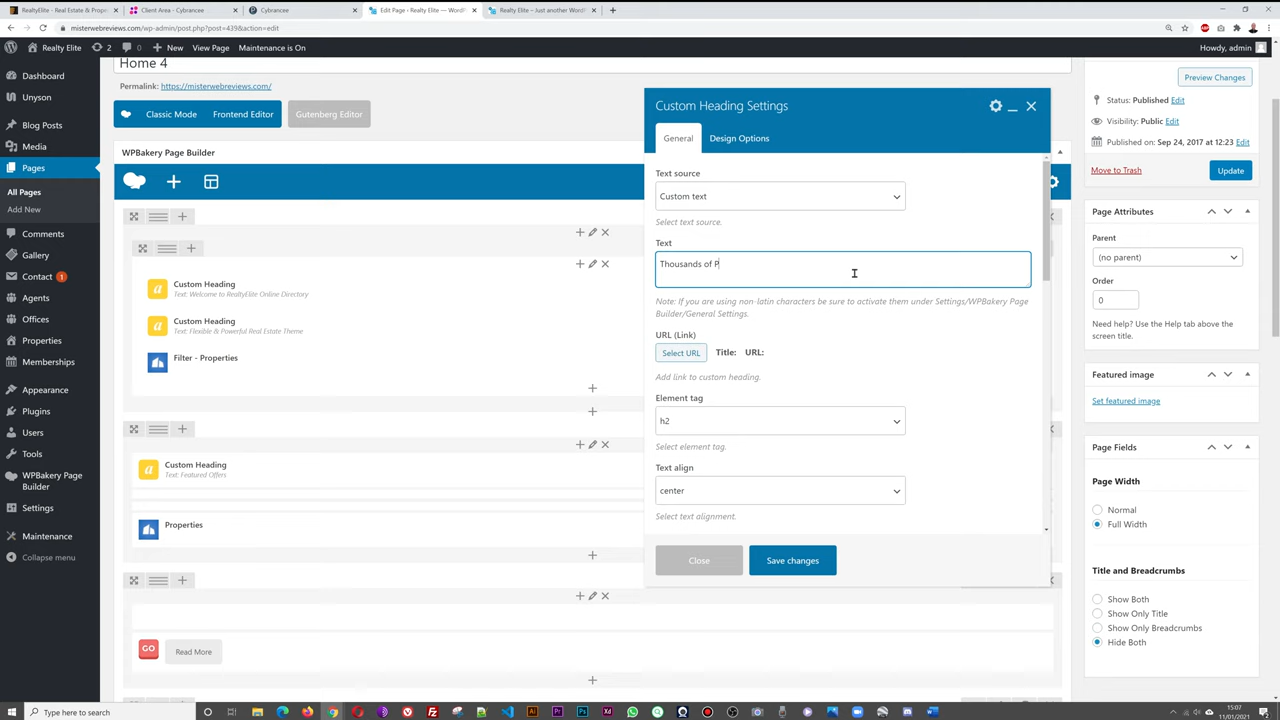 RealtyElite - Real Estate & Proper
Client Area - Cybrancee
Cybrancee
Edit Page ‹ Realty Elite — WordP
Realty Elite – Just another WordP
misterwebreviews.com/wp-admin/post.php?post=439&action=edit
Realty Elite
2
0
New
View Page
Maintenance is On
Howdy, admin
Dashboard
Unyson
Blog Posts
Media
Pages
All Pages
Add New
Comments
Gallery
Contact 1
Agents
Offices
Properties
Memberships
Appearance
Plugins
Users
Tools
WPBakery Page
Builder
Settings
Maintenance
Collapse menu
Home 4
Permalink: https://misterwebreviews.com/
Classic Mode
Frontend Editor
Gutenberg Editor
WPBakery Page Builder
Custom Heading
Text: Welcome to RealtyElite Online Directory
Custom Heading
Text: Flexible & Powerful Real Estate Theme
Filter - Properties
Custom Heading
Text: Featured Offers
Properties
GO
Read More
Custom Heading Settings
General
Design Options
Text source
Custom text
Select text source.
Text
Thousands of P
Note: If you are using non-latin characters be sure to activate them under Settings/WPBakery Page
Builder/General Settings.
URL (Link)
Select URL
Title: URL:
Add link to custom heading.
Element tag
h2
Select element tag.
Text align
center
Select text alignment.
Close
Save changes
Preview Changes
Status: Published Edit
Visibility: Public Edit
Published on: Sep 24, 2017 at 12:23 Edit
Move to Trash
Update
Page Attributes
Parent
(no parent)
Order
0
Need help? Use the Help tab above the
screen title.
Featured image
Set featured image
Page Fields
Page Width
Normal
Full Width
Title and Breadcrumbs
Show Both
Show Only Title
Show Only Breadcrumbs
Hide Both
Type here to search
15:07
11/01/2021